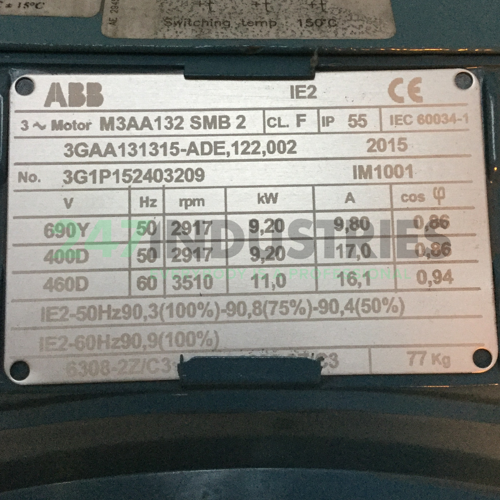 = 15°C
Switching temp 150°C
ABB IE2 CE
3 ~ Motor M3AA132 SMB 2 CL. F IP 55 IEC 60034-1
3GAA131315-ADE,122,002 2015
No. 3G1P152403209 IM1001
V Hz rpm kW A cos φ
690Y 50 2917 9,20 9,80 0,86
400D 50 2917 9,20 17,0 0,86
247 INDUSTRIES
460D 60 3510 11,0 16,1 0,94
IE2-50Hz90,3(100%)-90,8(75%)-90,4(50%)
IE2-60Hz90,9(100%)
6308-2Z/C3 77 Kg